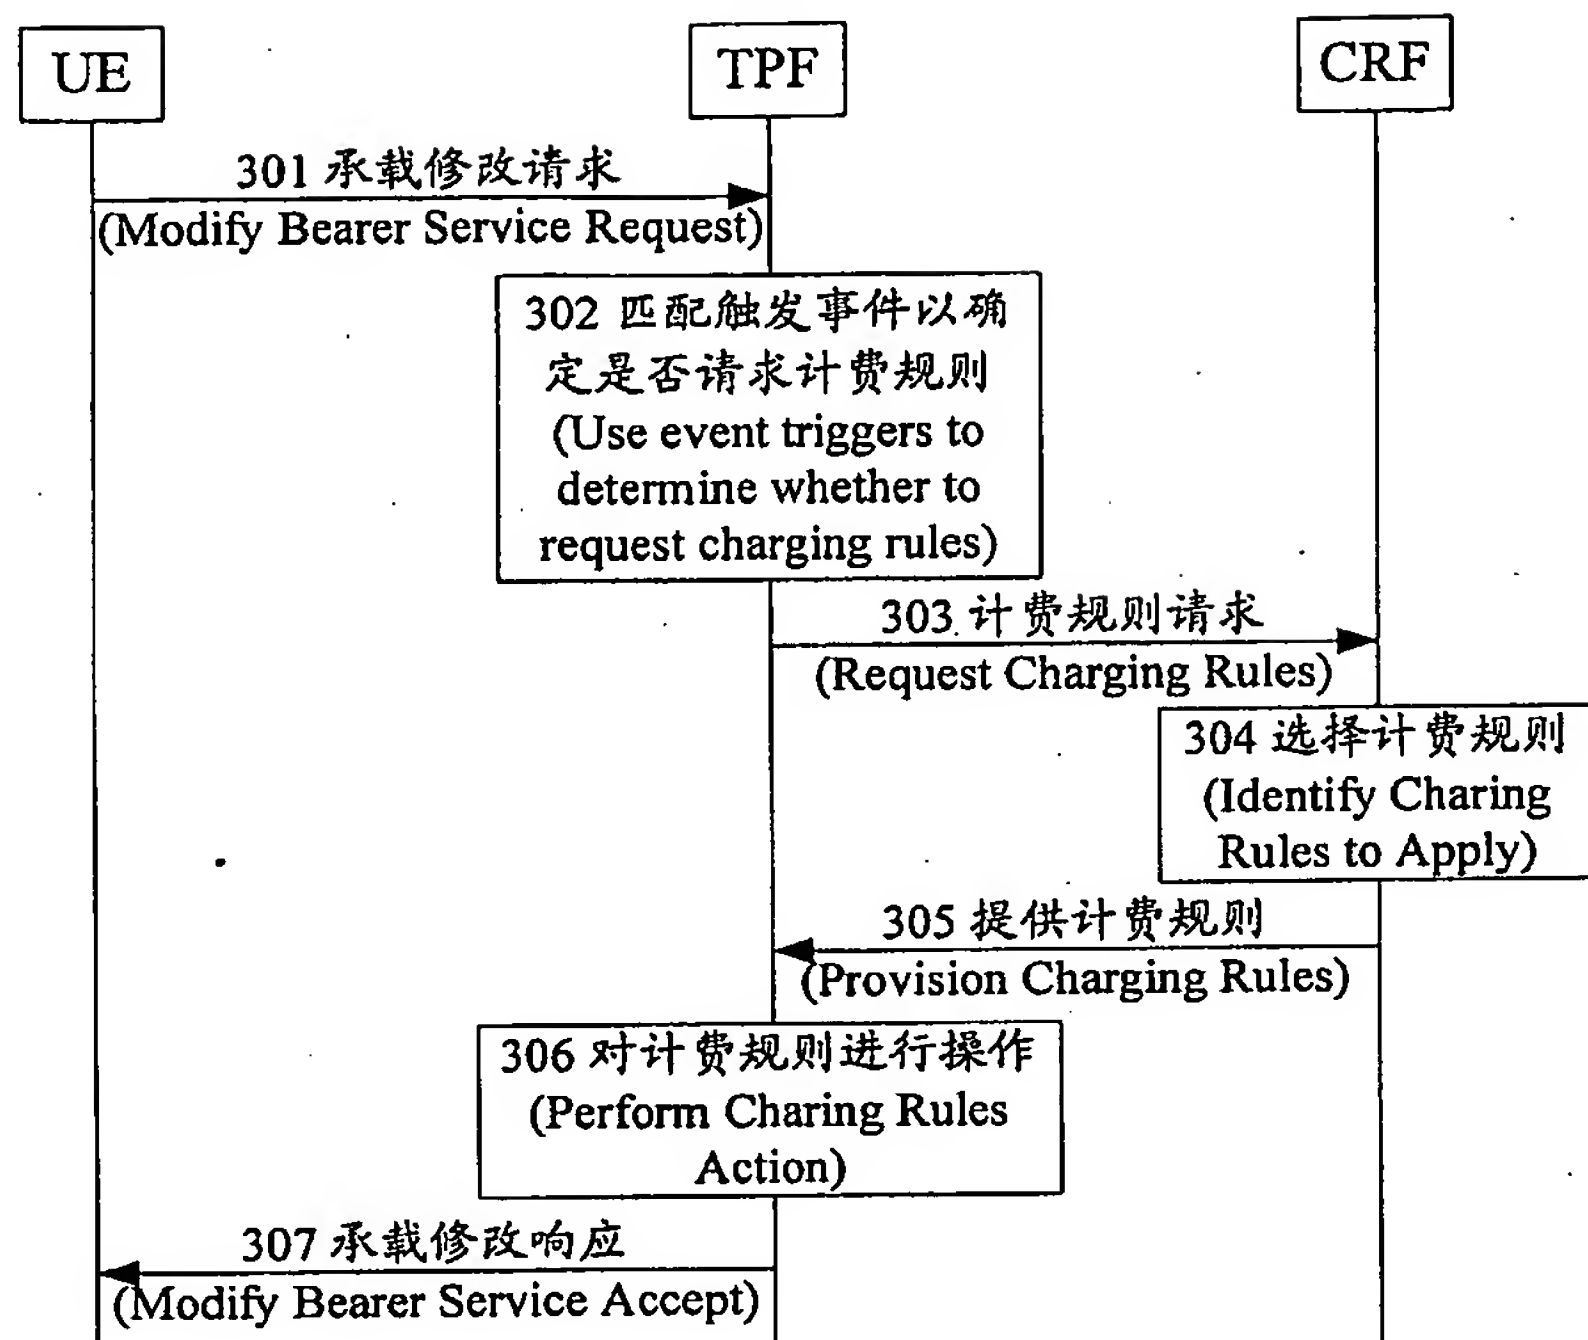 UE
TPF
CRF
301 承载修改请求
(Modify Bearer Service Request)
302 匹配触发事件以确
定是否请求计费规则
(Use event triggers to
determine whether to
request charging rules)
303 计费规则请求
(Request Charging Rules)
304 选择计费规则
(Identify Charing
Rules to Apply)
305 提供计费规则
(Provision Charging Rules)
306 对计费规则进行操作
(Perform Charing Rules
Action)
307 承载修改响应
(Modify Bearer Service Accept)